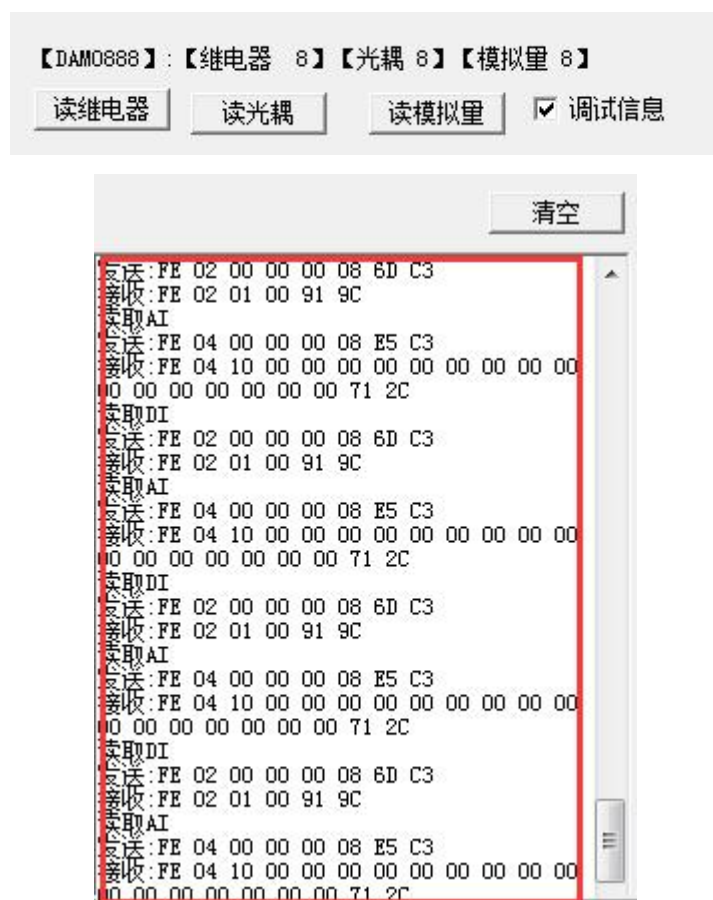 【DAM0888】:【继电器 8】【光耦 8】【模拟量 8】
读继电器 读光耦 读模拟量 调试信息
清空
发送:FE 02 00 00 00 08 6D C3
接收:FE 02 01 00 91 9C
读取AI
发送:FE 04 00 00 00 08 E5 C3
接收:FE 04 10 00 00 00 00 00 00 00 00 00
00 00 00 00 00 00 00 71 2C
读取DI
发送:FE 02 00 00 00 08 6D C3
接收:FE 02 01 00 91 9C
读取AI
发送:FE 04 00 00 00 08 E5 C3
接收:FE 04 10 00 00 00 00 00 00 00 00 00
00 00 00 00 00 00 00 71 2C
读取DI
发送:FE 02 00 00 00 08 6D C3
接收:FE 02 01 00 91 9C
读取AI
发送:FE 04 00 00 00 08 E5 C3
接收:FE 04 10 00 00 00 00 00 00 00 00 00
00 00 00 00 00 00 00 71 2C
读取DI
发送:FE 02 00 00 00 08 6D C3
接收:FE 02 01 00 91 9C
读取AI
发送:FE 04 00 00 00 08 E5 C3
接收:FE 04 10 00 00 00 00 00 00 00 00 00
00 00 00 00 00 00 00 71 2C